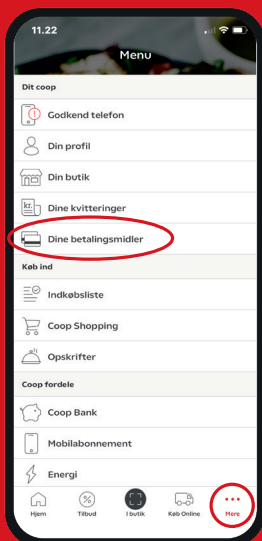 11.22
Menu
Dit coop
Godkend telefon
Din profil
Din butik
kr.
Dine kvitteringer
Dine betalingsmidler
Køb ind
Indkøbsliste
Coop Shopping
Opskrifter
Coop fordele
Coop Bank
Mobilabonnement
Energi
Hjem Tilbud I butik Køb Online Mere